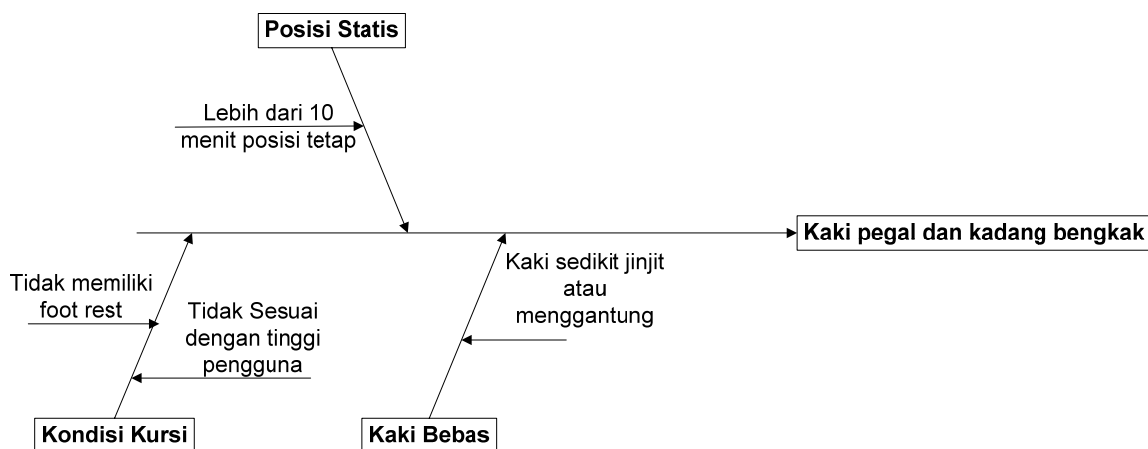 Posisi Statis
Lebih dari 10
menit posisi tetap
Kaki pegal dan kadang bengkak
Tidak memiliki
foot rest
Tidak Sesuai
dengan tinggi
pengguna
Kaki sedikit jinjit
atau
menggantung
Kondisi Kursi
Kaki Bebas